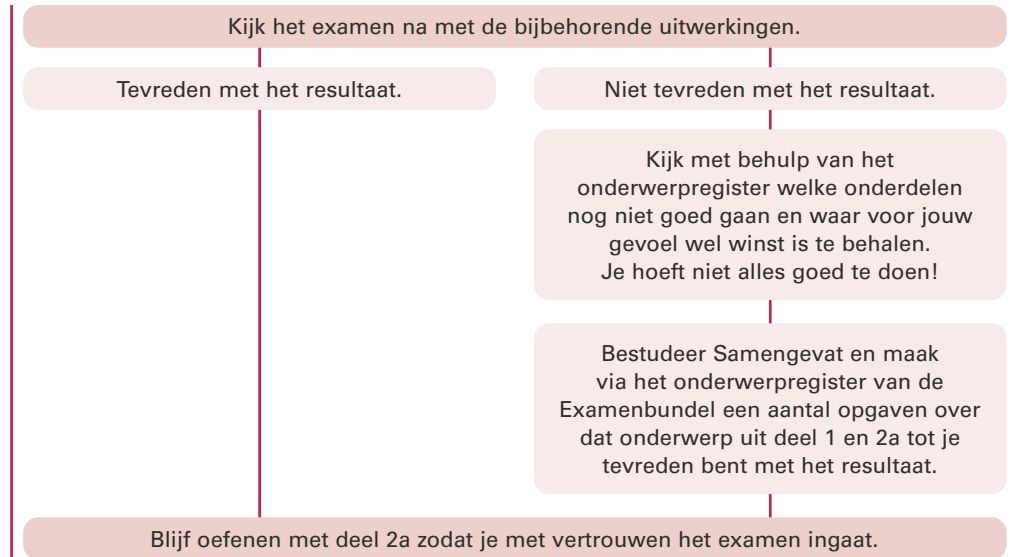 Kijk het examen na met de bijbehorende uitwerkingen.
Tevreden met het resultaat.
Niet tevreden met het resultaat.
Kijk met behulp van het
onderwerpregister welke onderdelen
nog niet goed gaan en waar voor jouw
gevoel wel winst is te behalen.
Je hoeft niet alles goed te doen!
Bestudeer Samengevat en maak
via het onderwerpregister van de
Examenbundel een aantal opgaven over
dat onderwerp uit deel 1 en 2a tot je
tevreden bent met het resultaat.
Blijf oefenen met deel 2a zodat je met vertrouwen het examen ingaat.